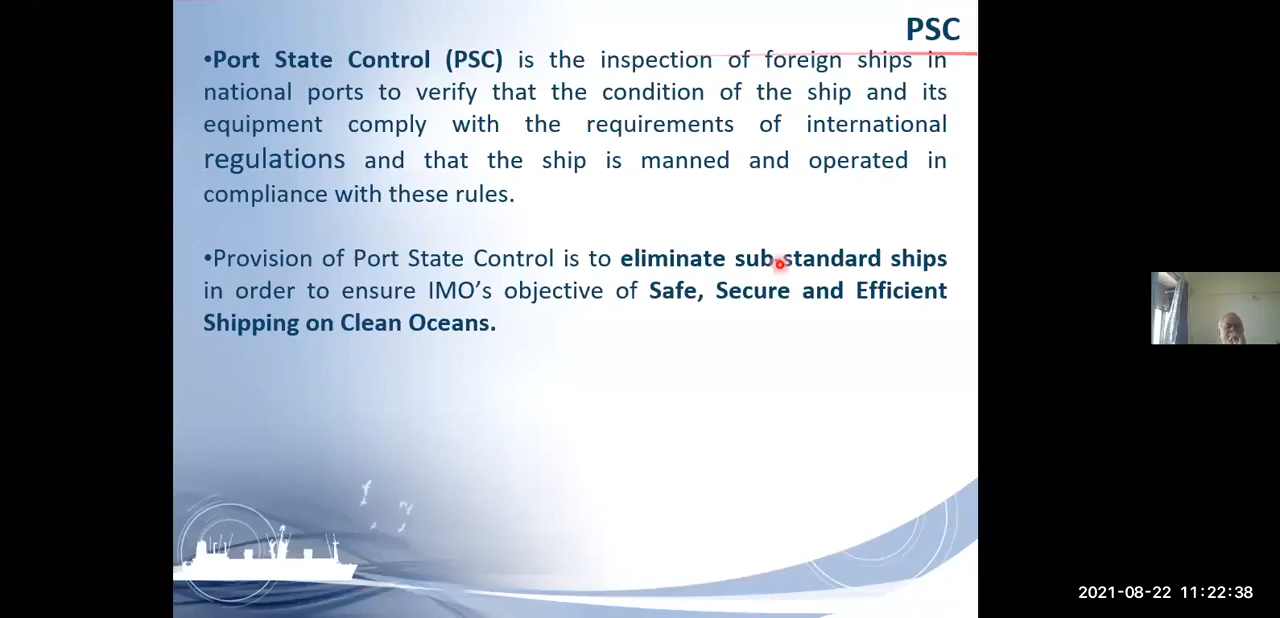 PSC
•Port State Control (PSC) is the inspection of foreign ships in
national ports to verify that the condition of the ship and its
equipment comply with the requirements of international
regulations and that the ship is manned and operated in
compliance with these rules.
•Provision of Port State Control is to eliminate sub-standard ships
in order to ensure IMO’s objective of Safe, Secure and Efficient
Shipping on Clean Oceans.
2021-08-22 11:22:38